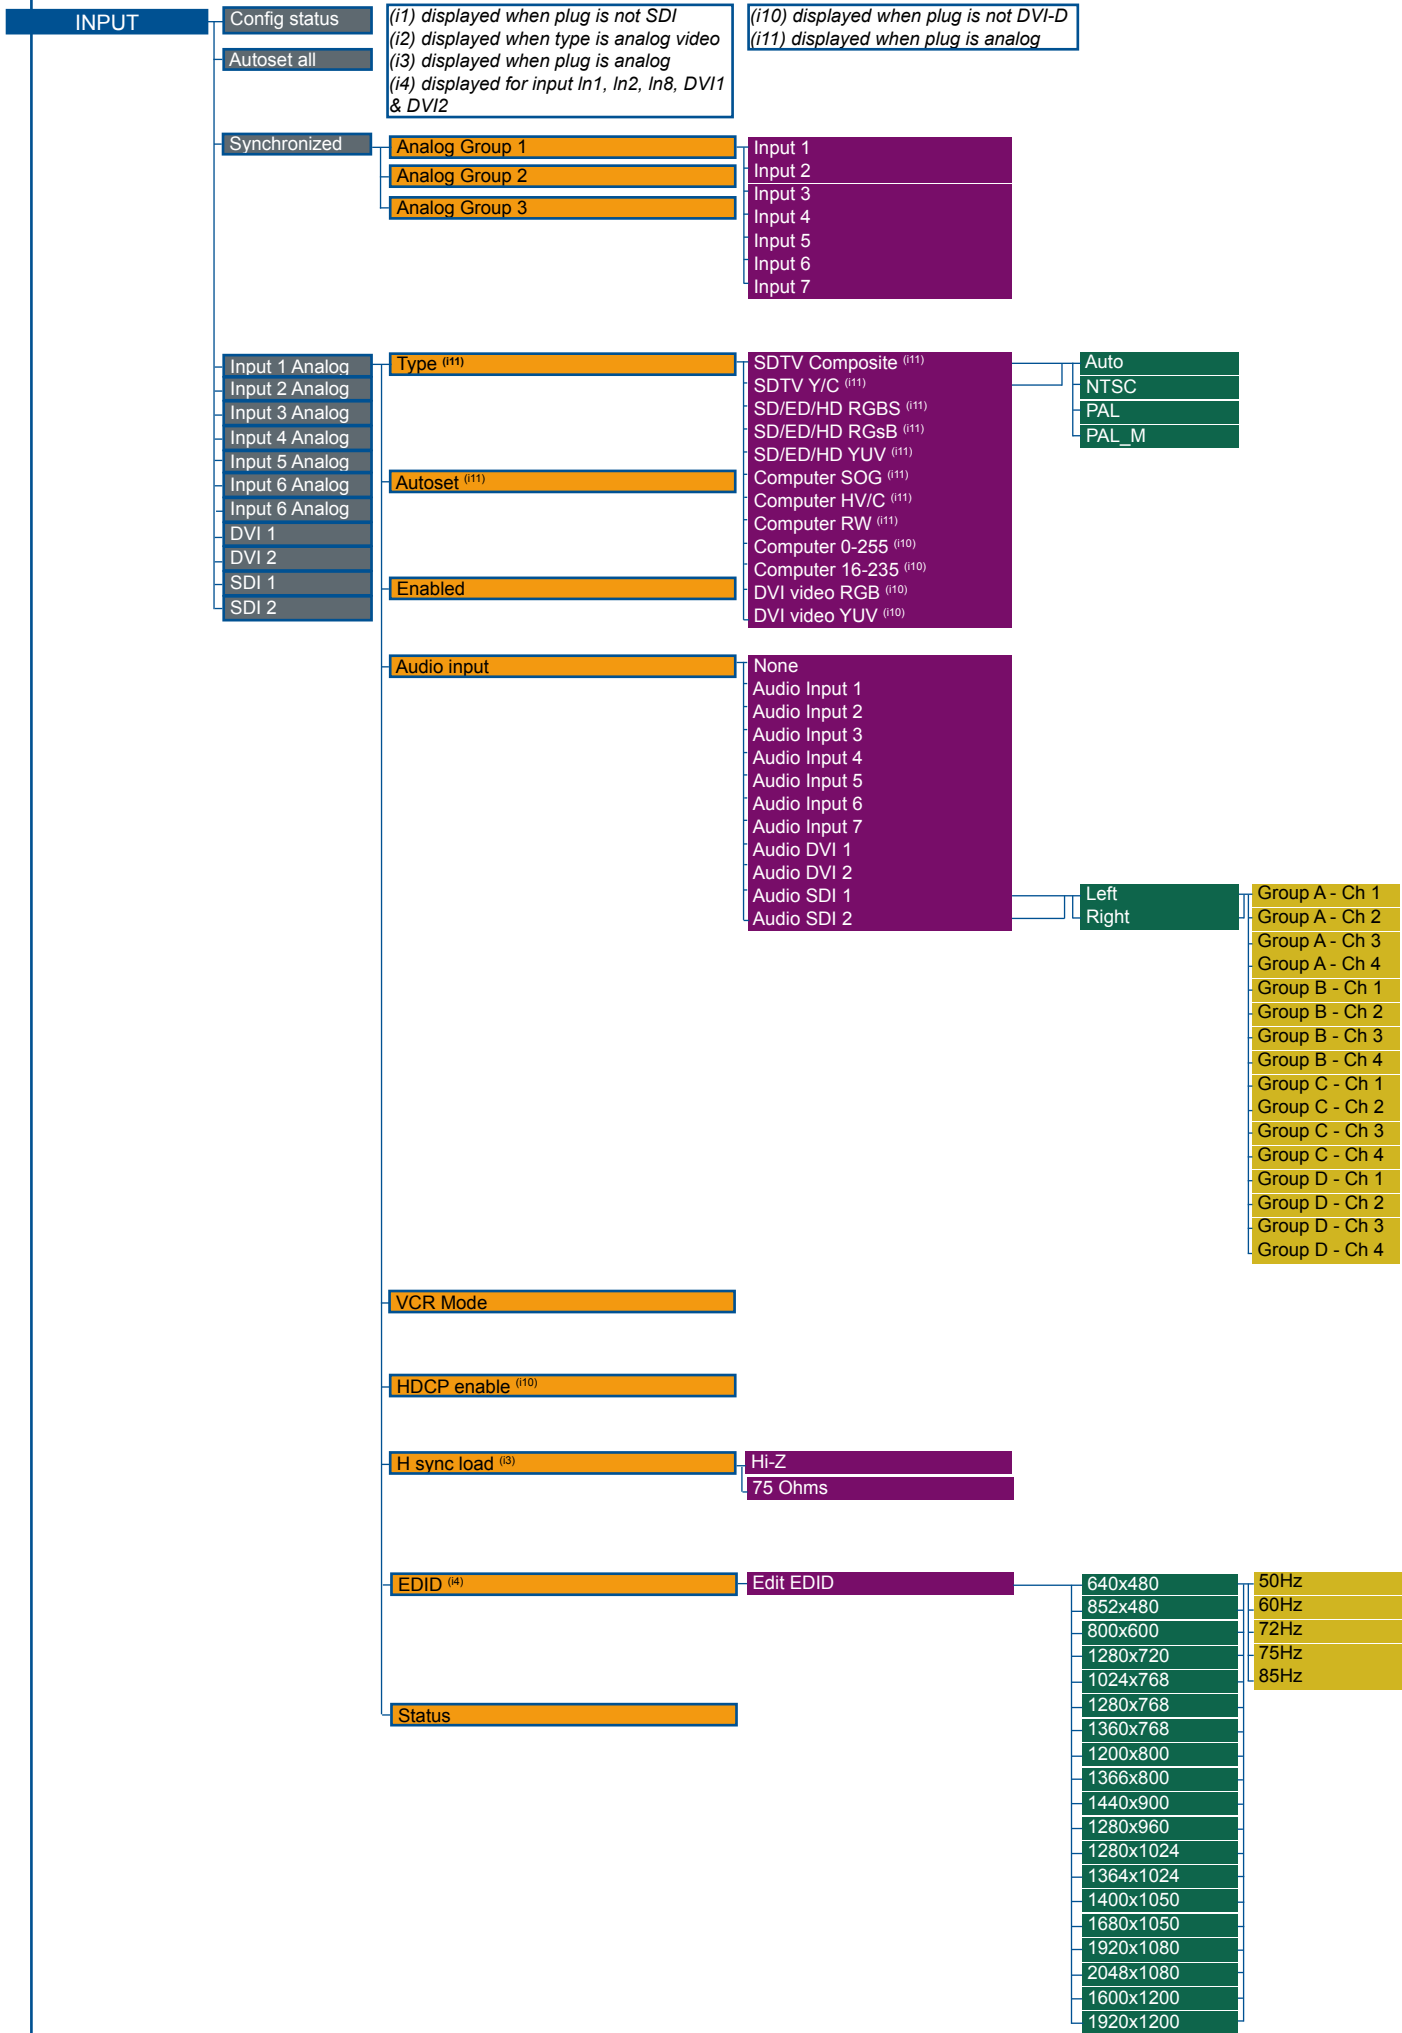 INPUT
Config status
Autoset all
(i1) displayed when plug is not SDI
(i2) displayed when type is analog video
(i3) displayed when plug is analog
(i4) displayed for input In1, In2, In8, DVI1
& DVI2
(i10) displayed when plug is not DVI-D
(i11) displayed when plug is analog
Synchronized
Analog Group 1
Analog Group 2
Analog Group 3
Input 1
Input 2
Input 3
Input 4
Input 5
Input 6
Input 7
Input 1 Analog
Input 2 Analog
Input 3 Analog
Input 4 Analog
Input 5 Analog
Input 6 Analog
Input 6 Analog
DVI 1
DVI 2
SDI 1
SDI 2
Type (i11)
SDTV Composite (i11)
SDTV Y/C (i11)
SD/ED/HD RGBS (i11)
SD/ED/HD RGsB (i11)
SD/ED/HD YUV (i11)
Computer SOG (i11)
Computer HV/C (i11)
Computer RW (i11)
Computer 0-255 (i10)
Computer 16-235 (i10)
DVI video RGB (i10)
DVI video YUV (i10)
Auto
NTSC
PAL
PAL_M
Autoset (i11)
Enabled
Audio input
None
Audio Input 1
Audio Input 2
Audio Input 3
Audio Input 4
Audio Input 5
Audio Input 6
Audio Input 7
Audio DVI 1
Audio DVI 2
Audio SDI 1
Audio SDI 2
Left
Right
Group A - Ch 1
Group A - Ch 2
Group A - Ch 3
Group A - Ch 4
Group B - Ch 1
Group B - Ch 2
Group B - Ch 3
Group B - Ch 4
Group C - Ch 1
Group C - Ch 2
Group C - Ch 3
Group C - Ch 4
Group D - Ch 1
Group D - Ch 2
Group D - Ch 3
Group D - Ch 4
VCR Mode
HDCP enable (i10)
H sync load (i3)
Hi-Z
75 Ohms
EDID (i4)
Edit EDID
640x480
852x480
800x600
1280x720
1024x768
1280x768
1360x768
1200x800
1366x800
1440x900
1280x960
1280x1024
1364x1024
1400x1050
1680x1050
1920x1080
2048x1080
1600x1200
1920x1200
50Hz
60Hz
72Hz
75Hz
85Hz
Status